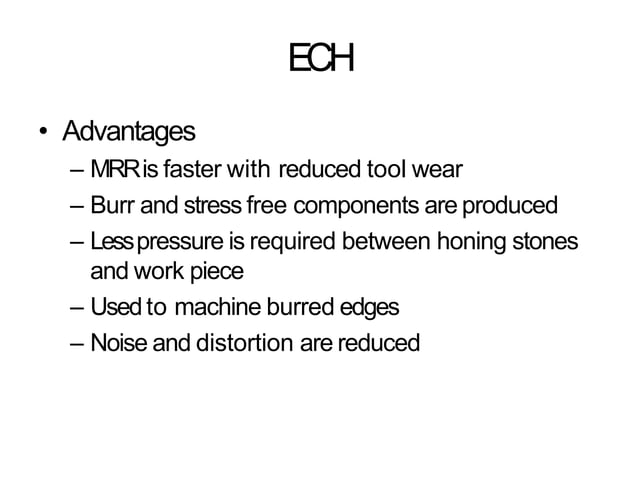 ECH
• Advantages
– MRR is faster with reduced tool wear
– Burr and stress free components are produced
– Less pressure is required between honing stones
and work piece
– Used to machine burred edges
– Noise and distortion are reduced